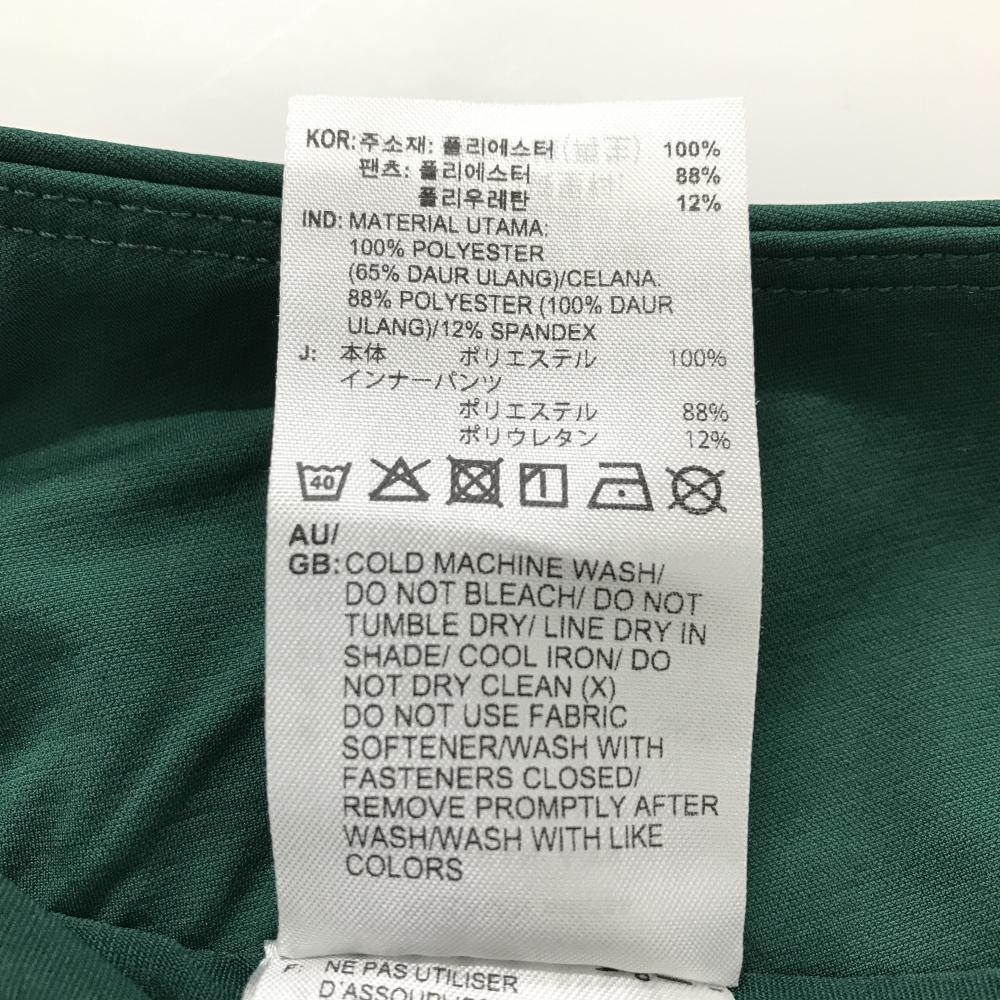 KOR: 주소재: 폴리에스터 100%
팬츠: 폴리에스터 88%
폴리우레탄 12%
IND: MATERIAL UTAMA:
100% POLYESTER
(65% DAUR ULANG)/CELANA:
88% POLYESTER (100% DAUR
ULANG)/12% SPANDEX
J: 本体 ポリエステル 100%
インナーパンツ
ポリエステル 88%
ポリウレタン 12%
40
AU/
GB: COLD MACHINE WASH/
DO NOT BLEACH/ DO NOT
TUMBLE DRY/ LINE DRY IN
SHADE/ COOL IRON/ DO
NOT DRY CLEAN (X)
DO NOT USE FABRIC
SOFTENER/WASH WITH
FASTENERS CLOSED/
REMOVE PROMPTLY AFTER
WASH/WASH WITH LIKE
COLORS
F: NE PAS UTILISER